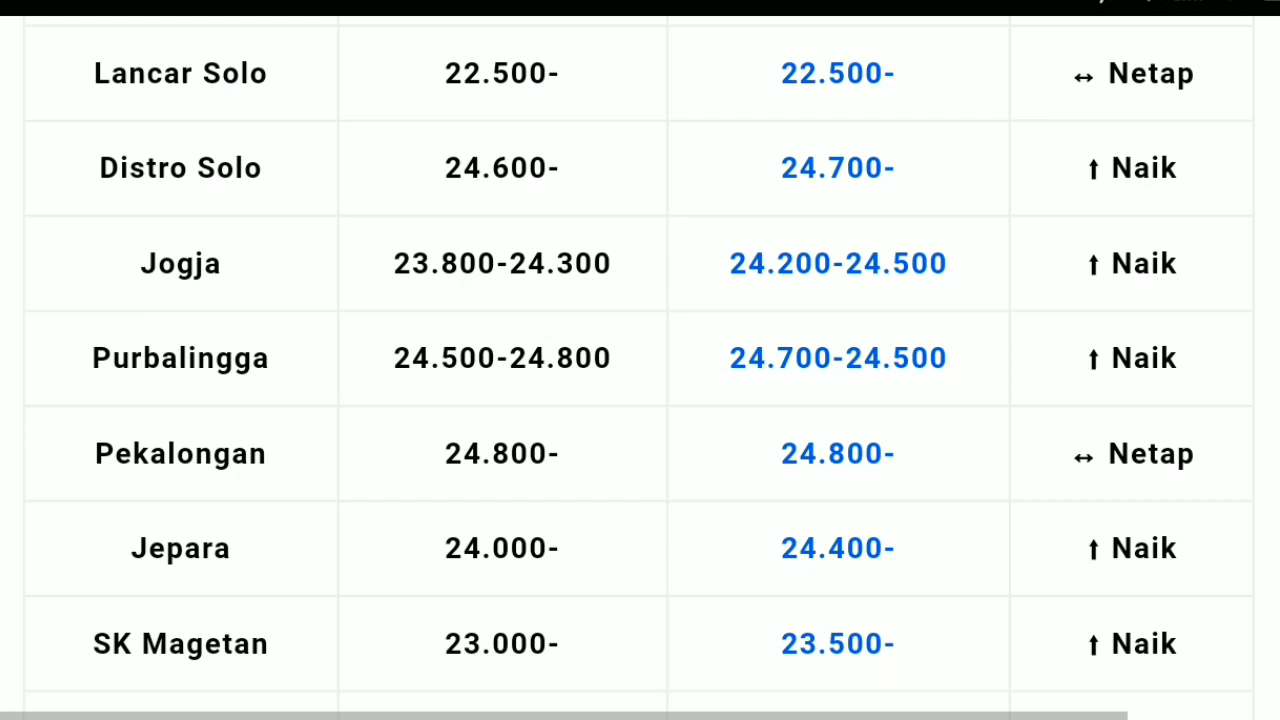 Lancar Solo 22.500- 22.500- ↔ Netap
Distro Solo 24.600- 24.700- ⬆ Naik
Jogja 23.800-24.300 24.200-24.500 ⬆ Naik
Purbalingga 24.500-24.800 24.700-24.500 ⬆ Naik
Pekalongan 24.800- 24.800- ↔ Netap
Jepara 24.000- 24.400- ⬆ Naik
SK Magetan 23.000- 23.500- ⬆ Naik